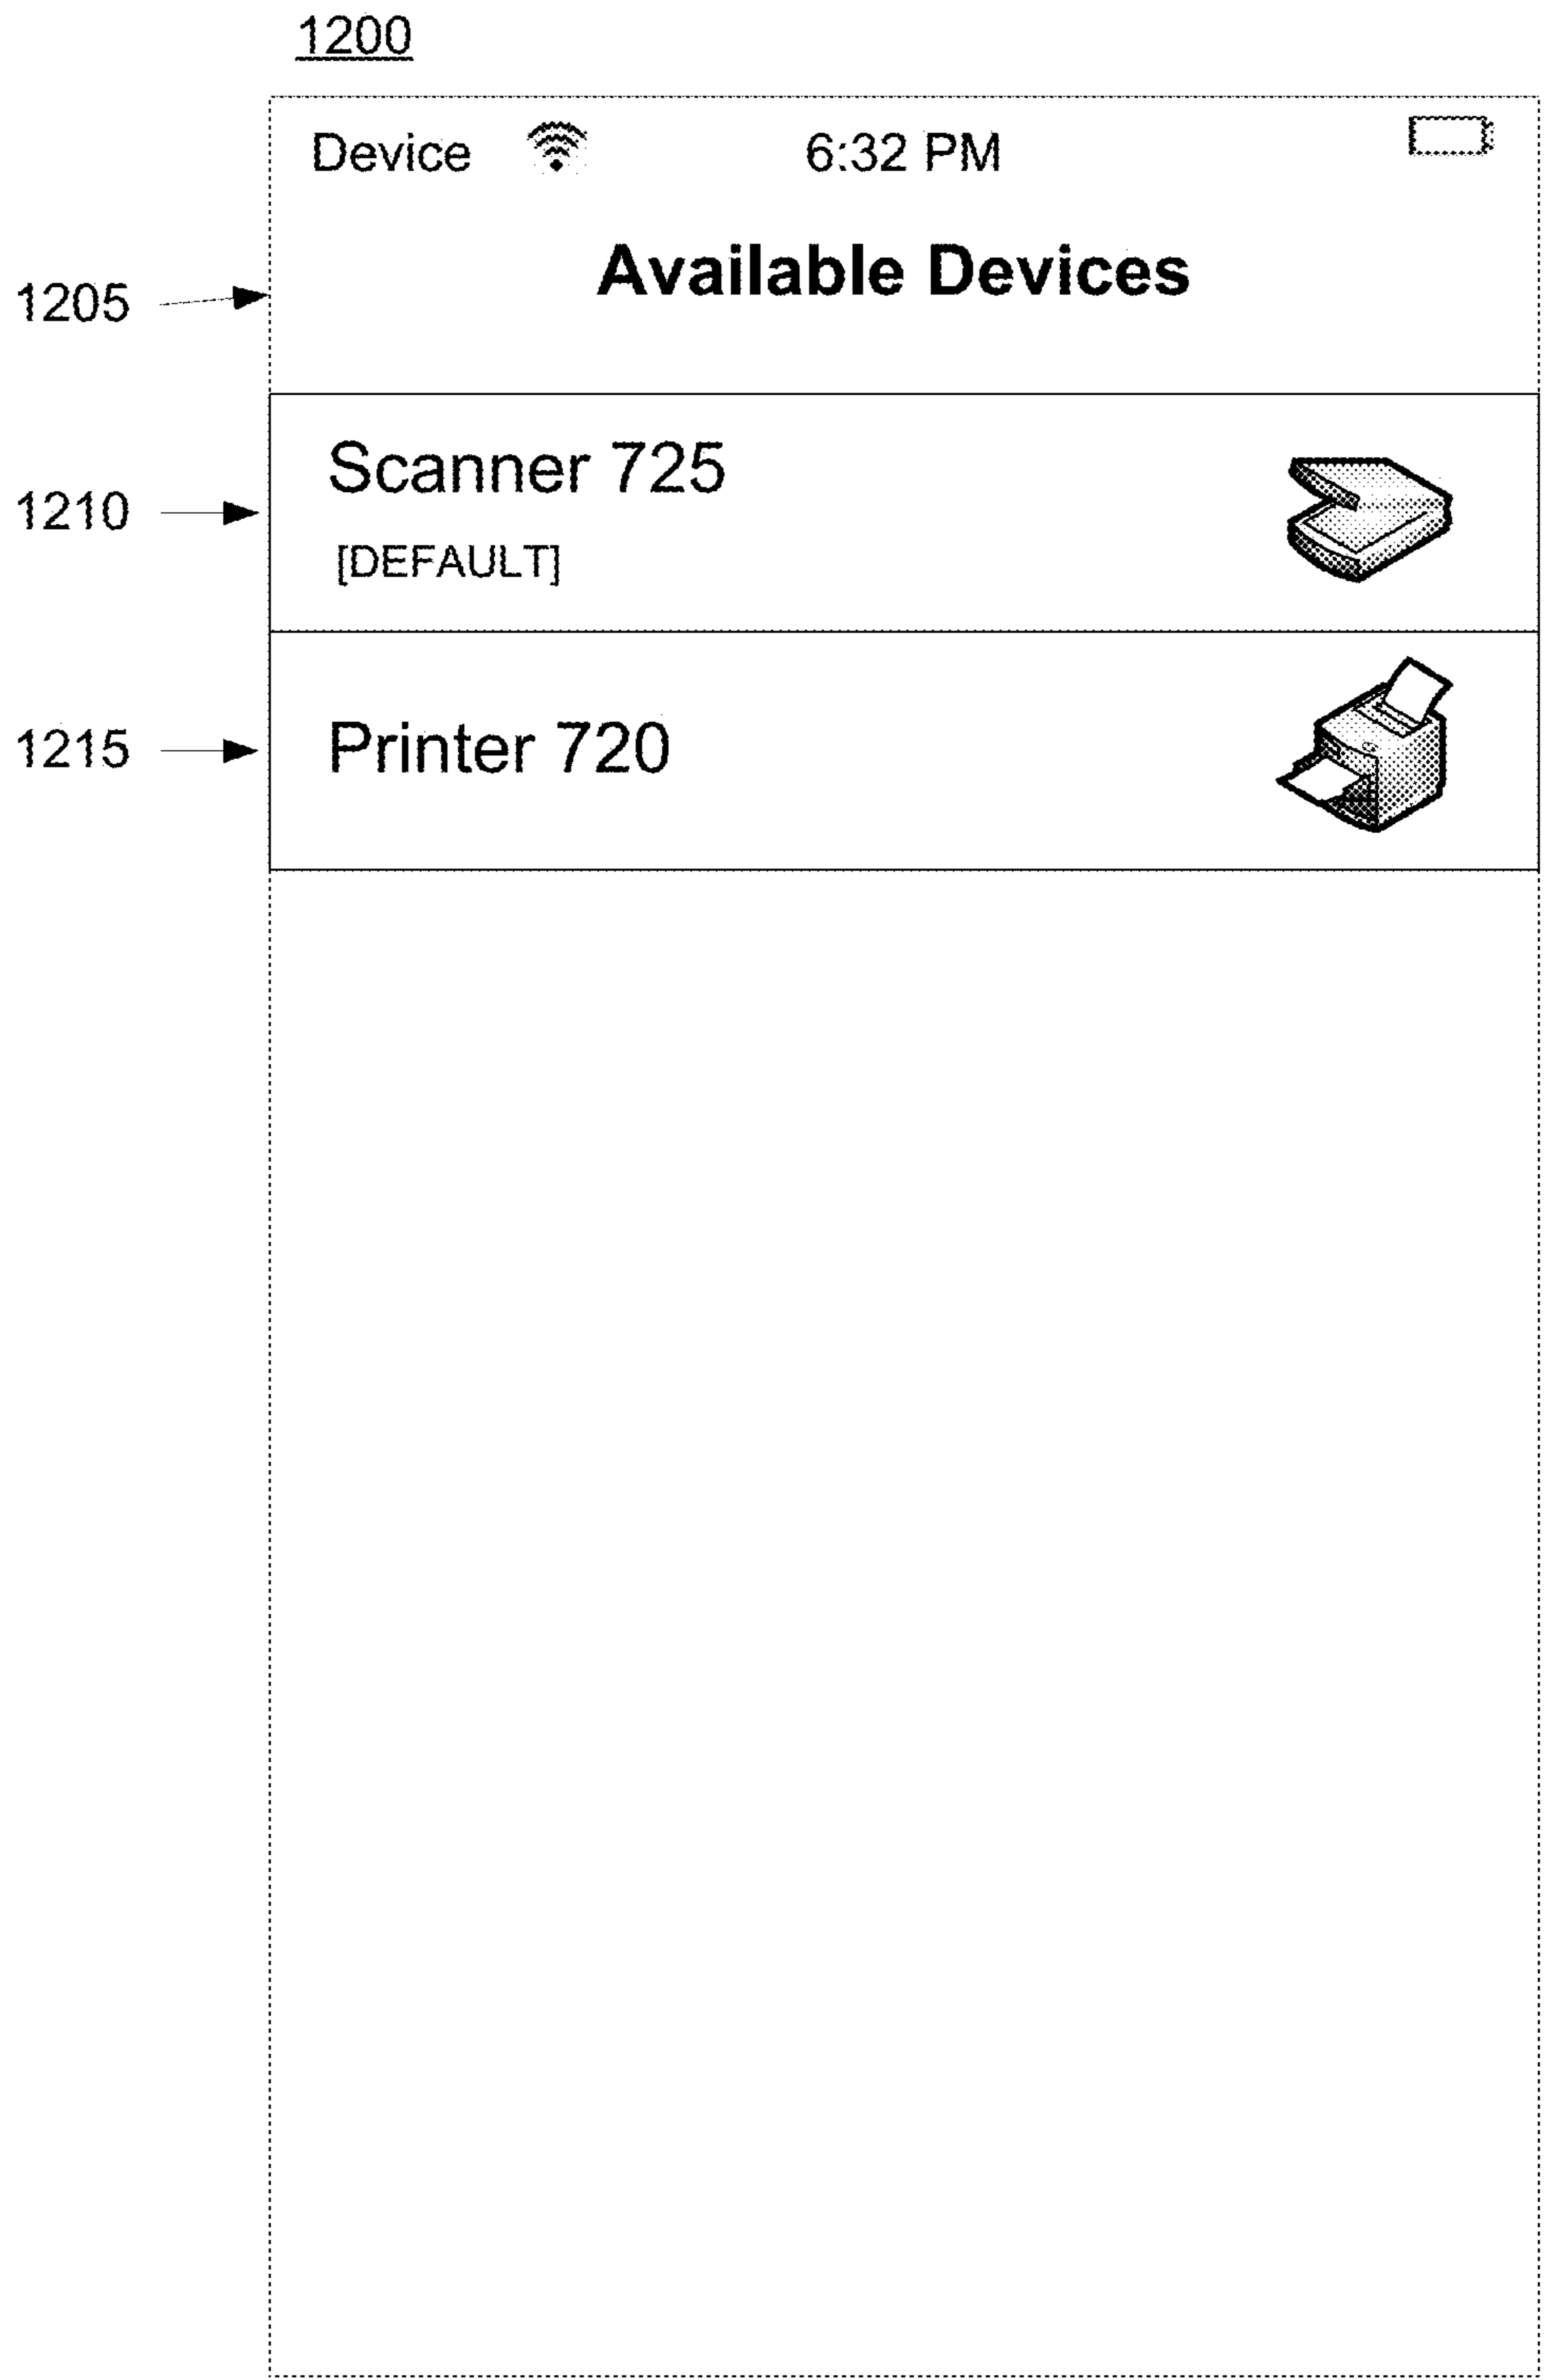 1200
Device 6:32 PM
1205 Available Devices
Scanner 725
1210
[DEFAULT]
1215 Printer 720